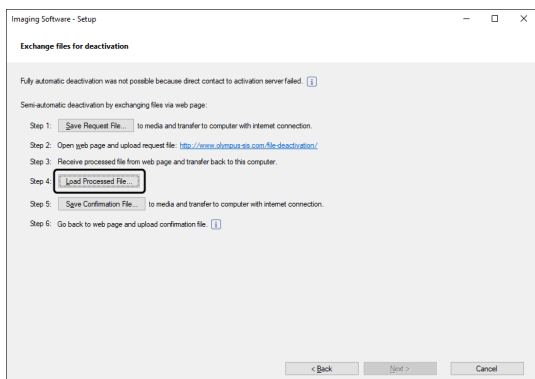 Imaging Software - Setup
Exchange files for deactivation
Fully automatic deactivation was not possible because direct contact to activation server failed. i
Semi-automatic deactivation by exchanging files via web page:
Step 1: Save Request File... to media and transfer to computer with internet connection.
Step 2: Open web page and upload request file: http://www.olympus-sis.com/file-deactivation/
Step 3: Receive processed file from web page and transfer back to this computer.
Step 4: Load Processed File...
Step 5: Save Confirmation File... to media and transfer to computer with internet connection.
Step 6: Go back to web page and upload confirmation file. i
< Back Next > Cancel